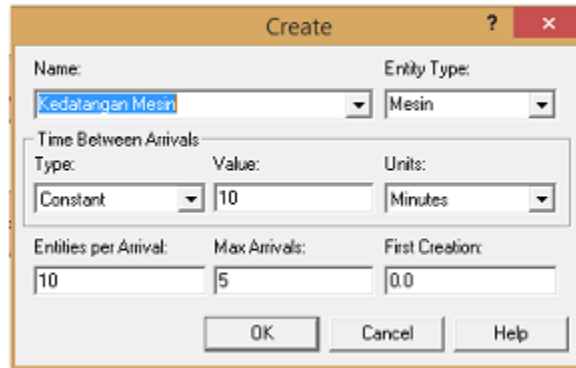 Create ? ×
Name: Entity Type:
Kedatangan Mesin Mesin
Time Between Arrivals
Type: Value: Units:
Constant 10 Minutes
Entities per Arrival: Max Arrivals: First Creation:
10 5 0.0
OK Cancel Help